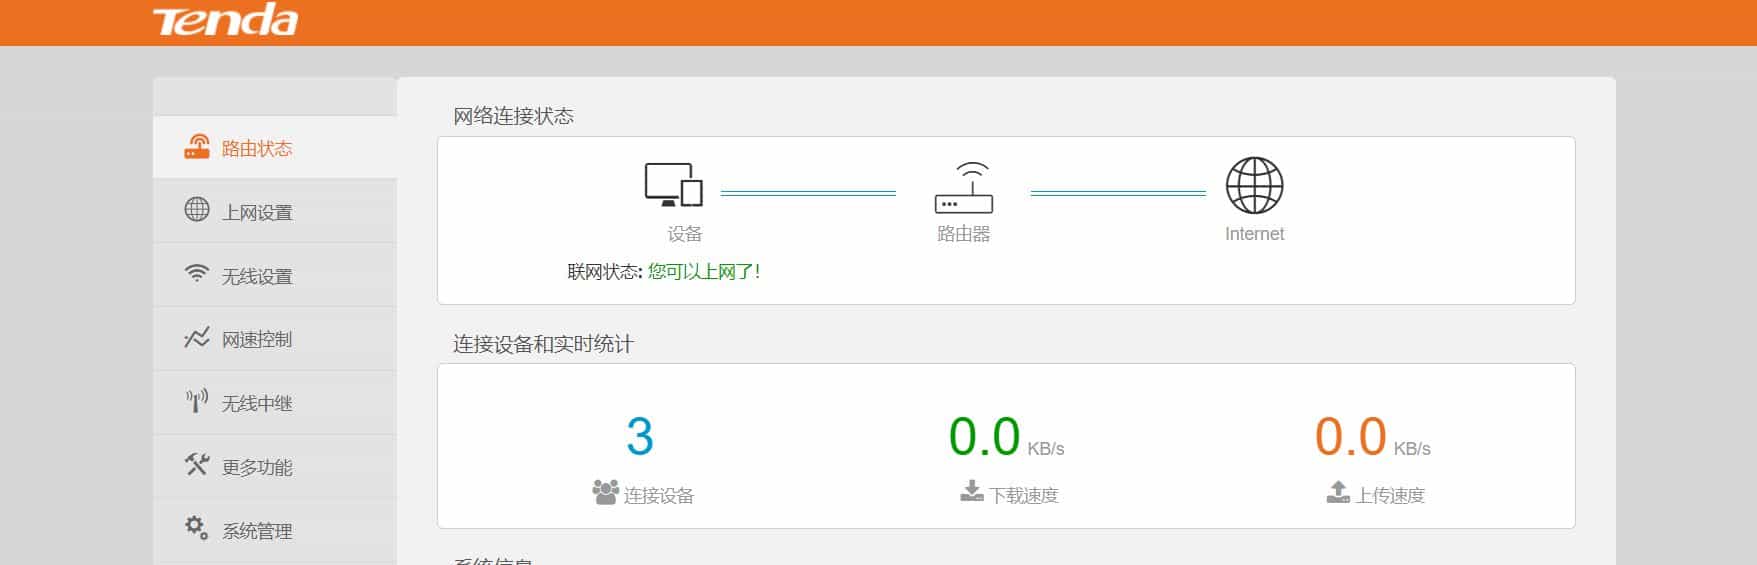 Tenda
路由状态
上网设置
无线设置
网速控制
无线中继
更多功能
系统管理
网络连接状态
设备
路由器
Internet
联网状态: 您可以上网了!
连接设备和实时统计
3
0.0 KB/s
0.0 KB/s
连接设备
下载速度
上传速度
系统信息